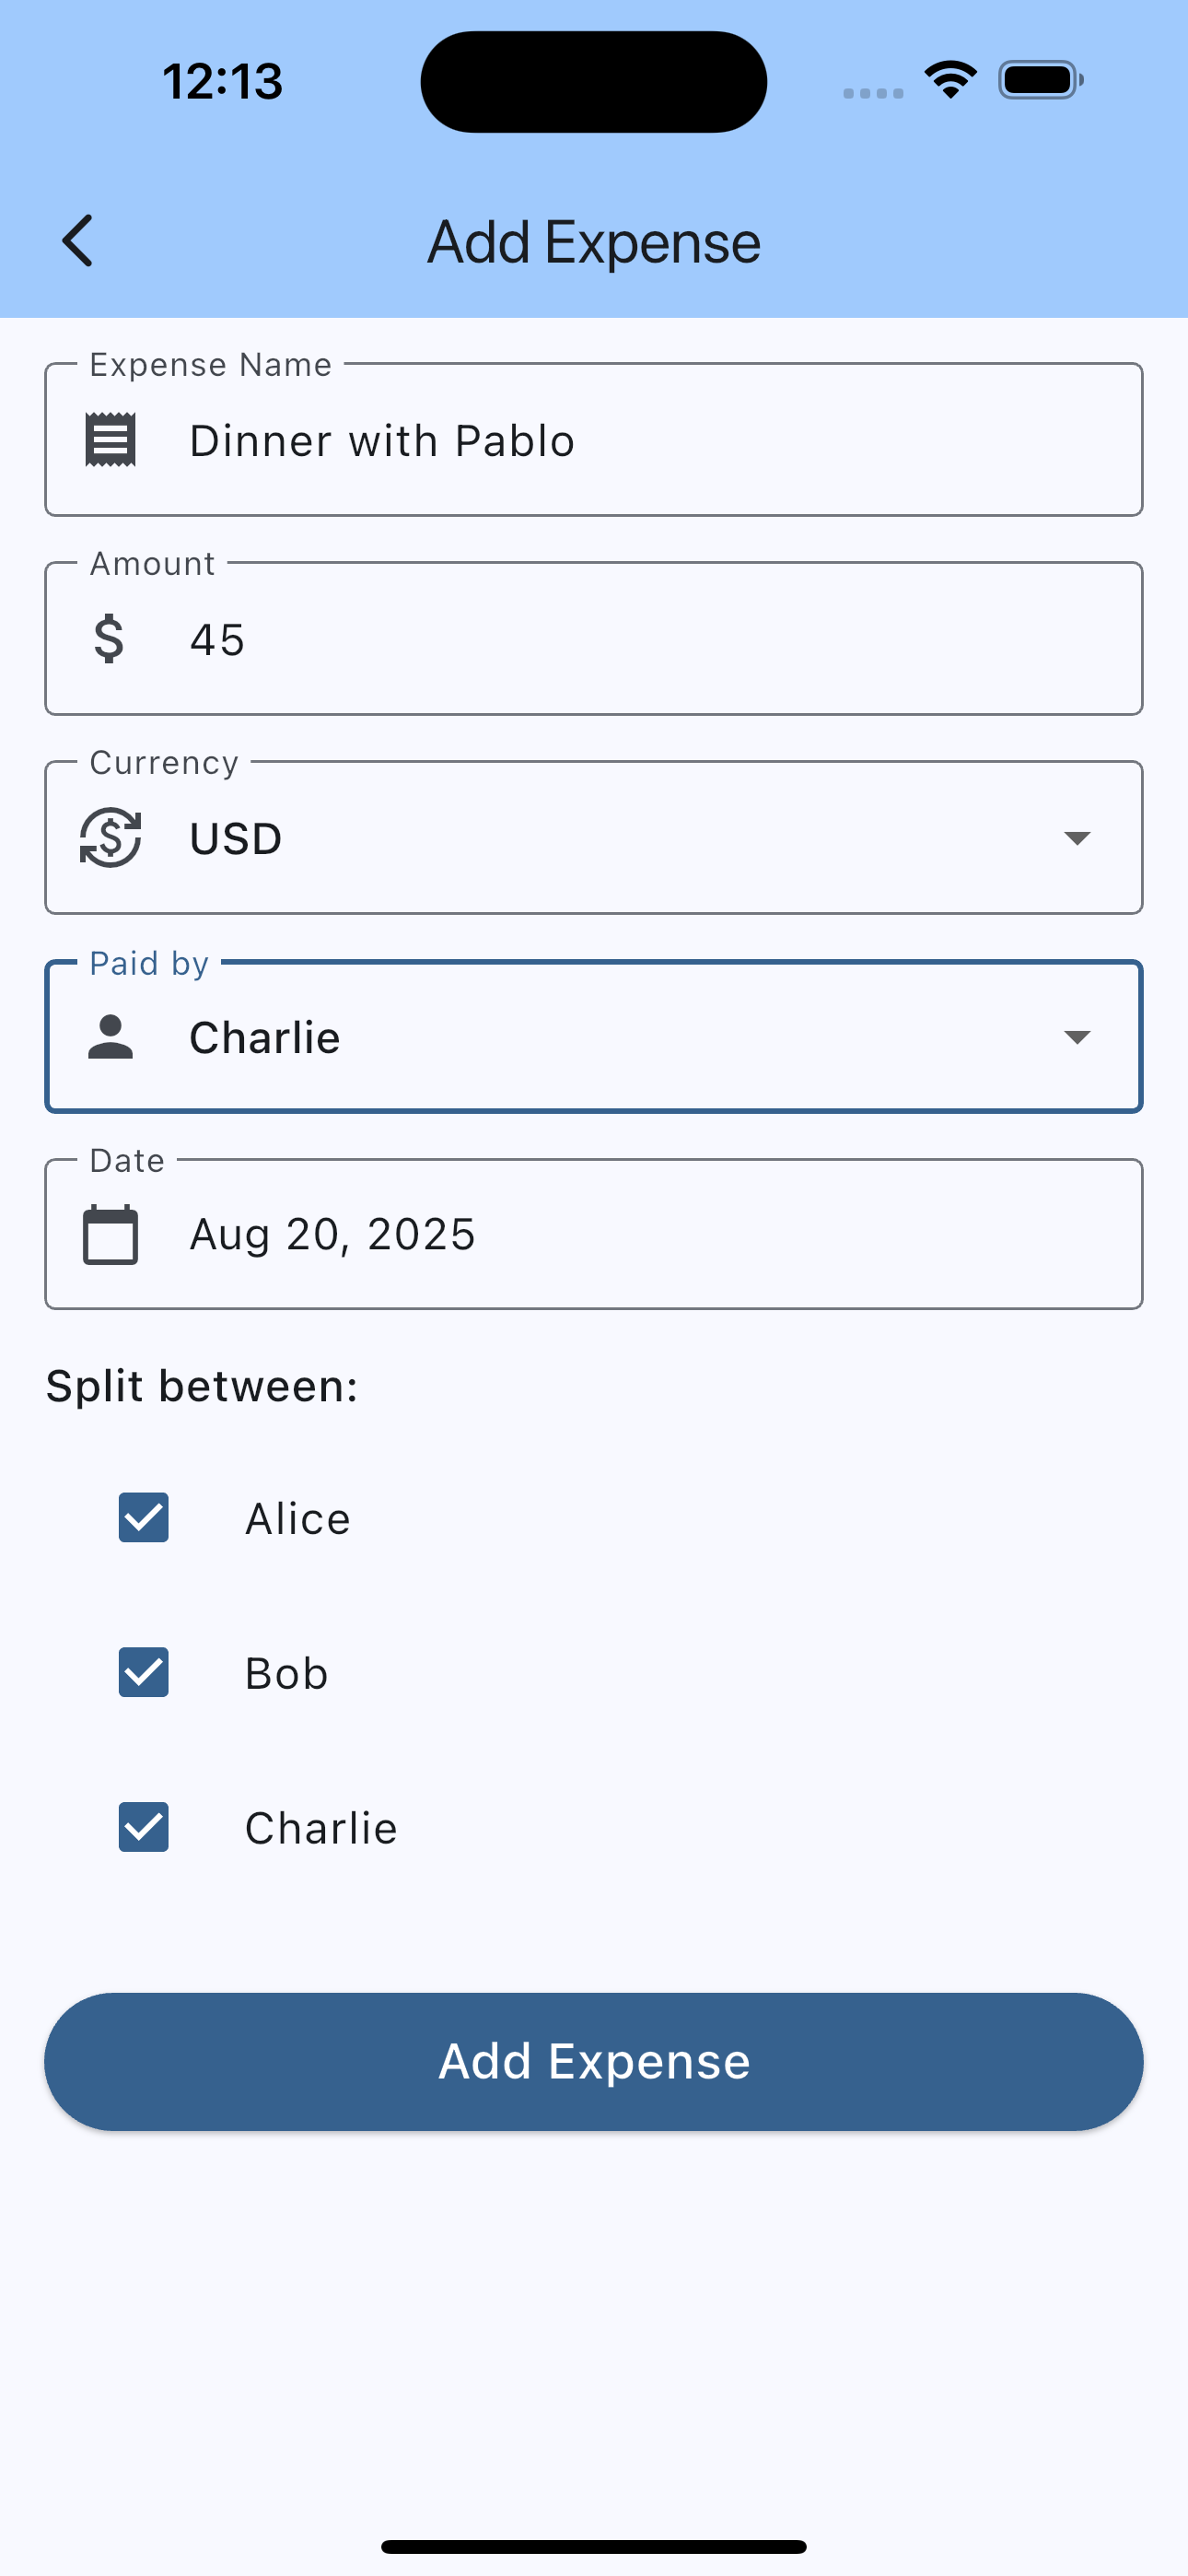 12:13
Add Expense
Expense Name
Dinner with Pablo
Amount
$ 45
Currency
$ USD
Paid by
Charlie
Date
Aug 20, 2025
Split between:
Alice
Bob
Charlie
Add Expense